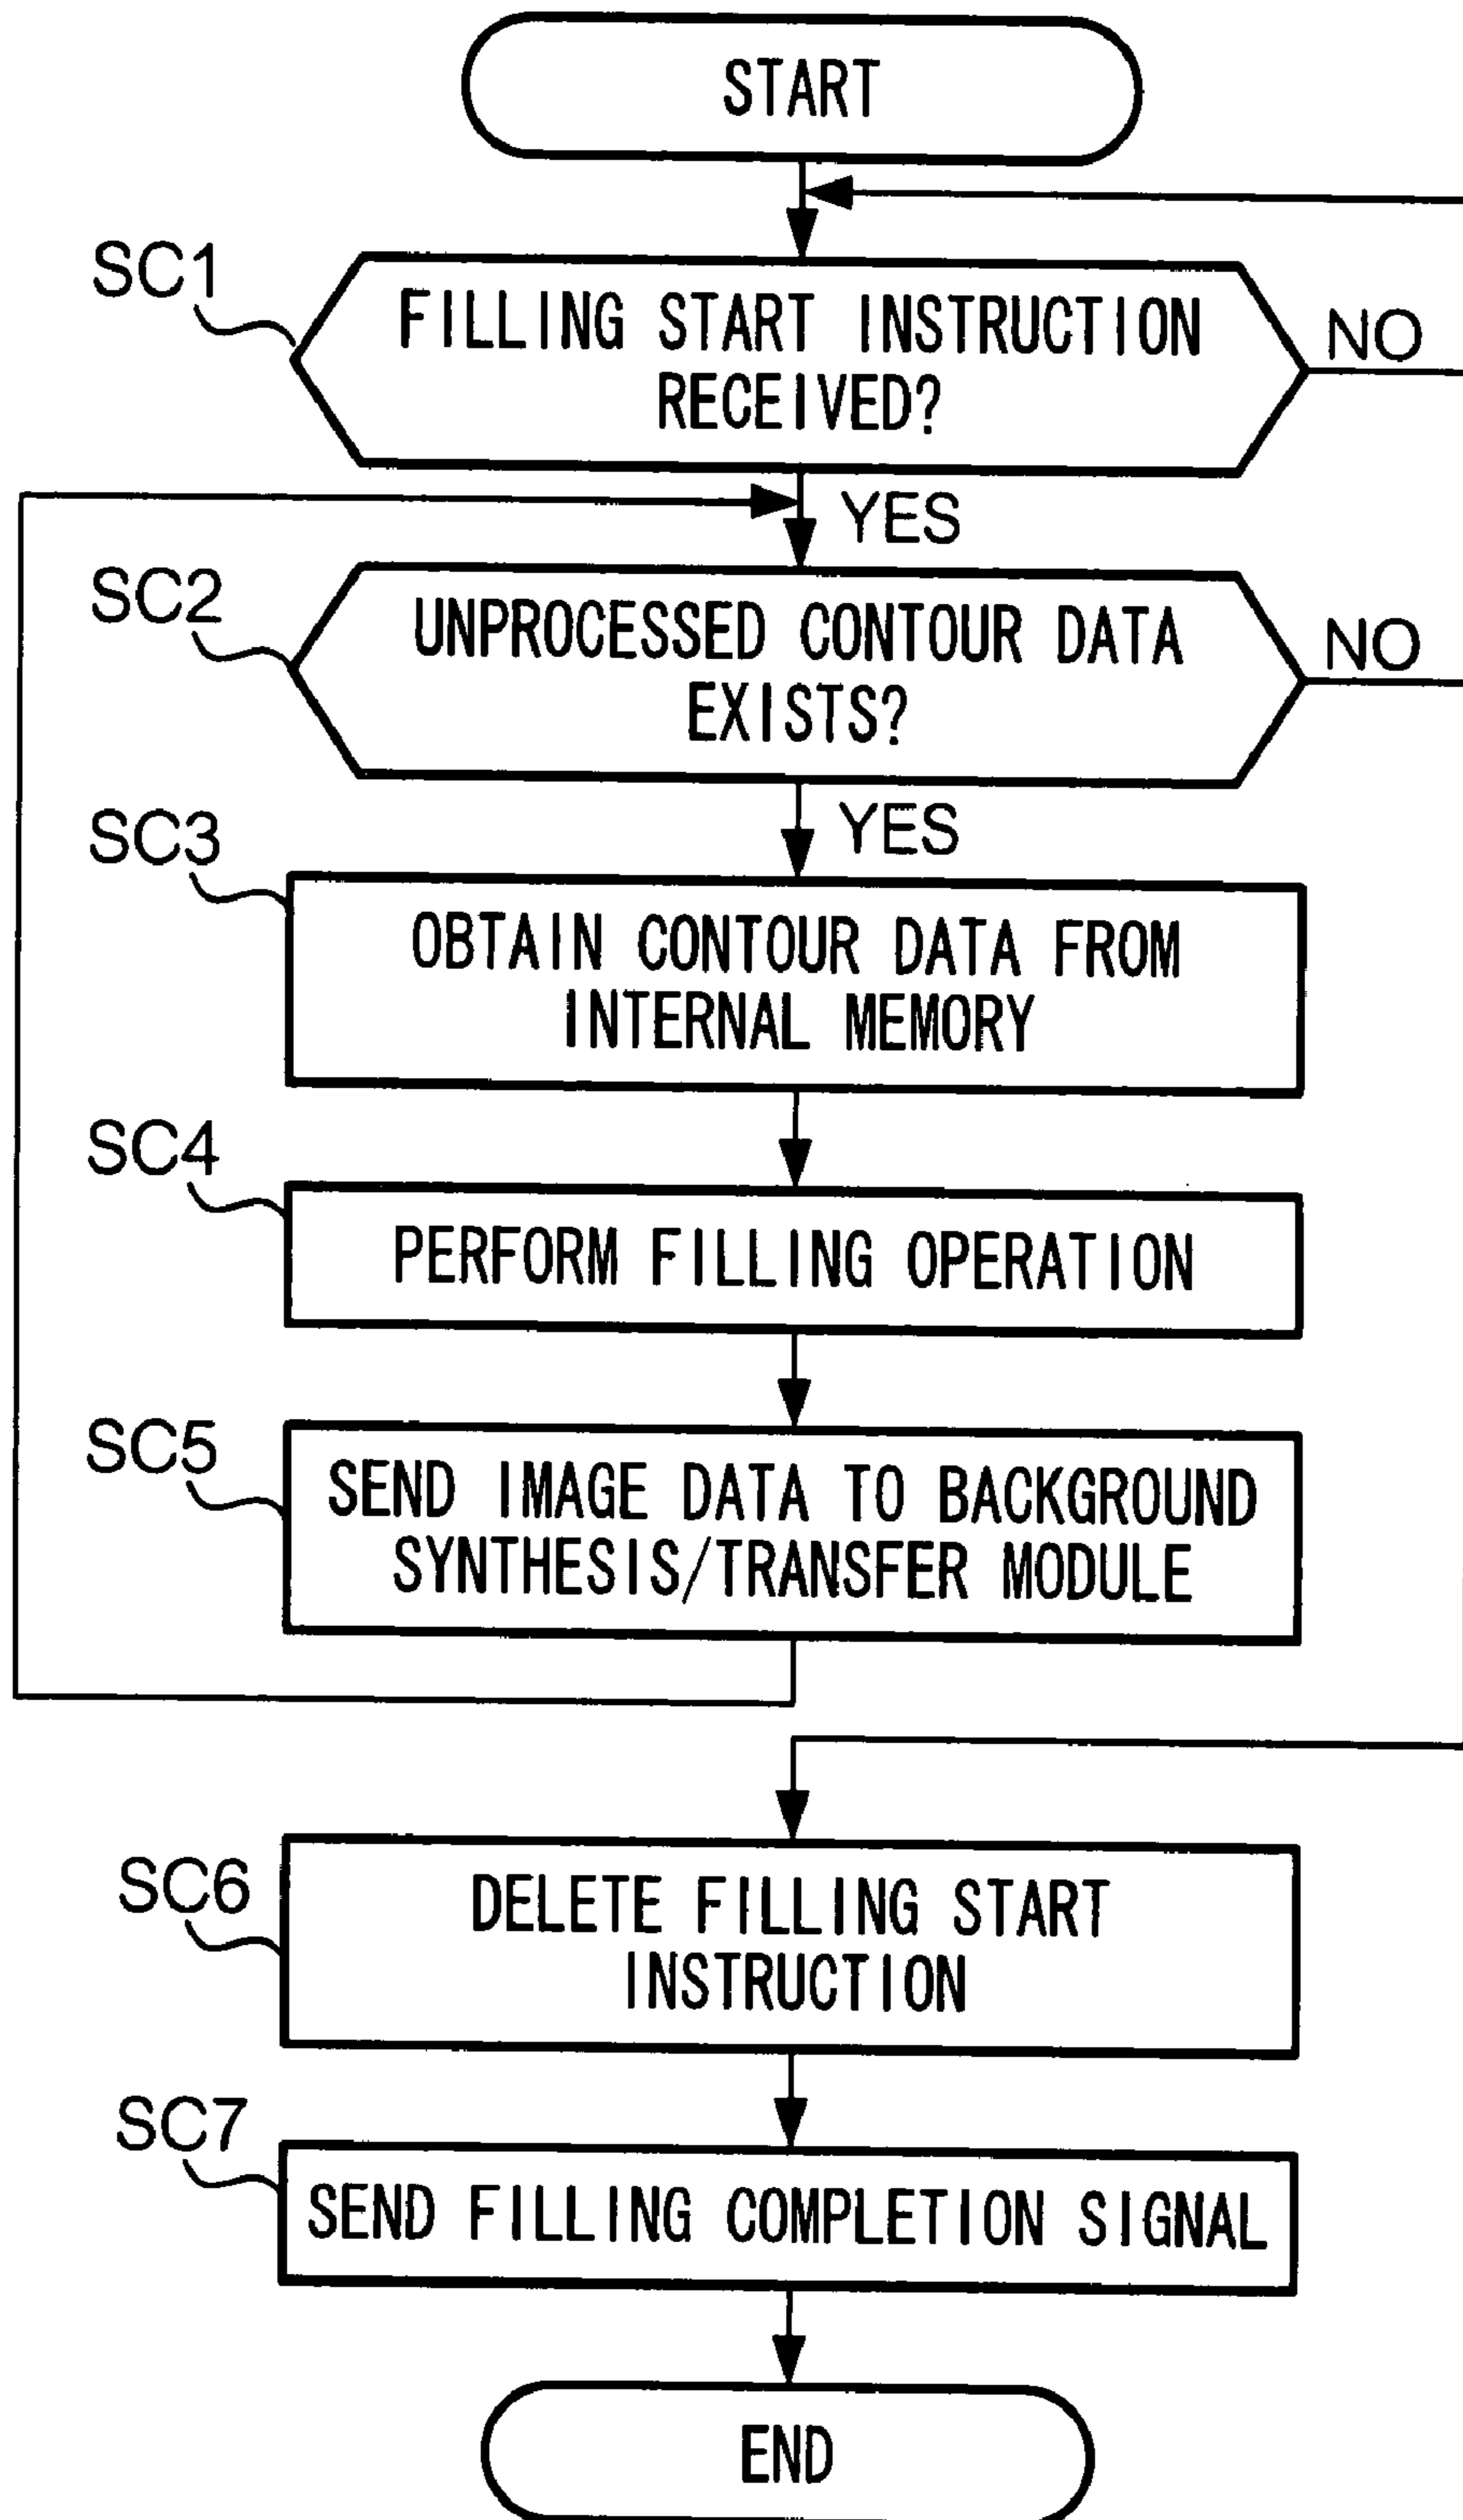 START
SC1
FILLING START INSTRUCTION
RECEIVED?
NO
YES
SC2
UNPROCESSED CONTOUR DATA
EXISTS?
NO
YES
SC3
OBTAIN CONTOUR DATA FROM
INTERNAL MEMORY
SC4
PERFORM FILLING OPERATION
SC5
SEND IMAGE DATA TO BACKGROUND
SYNTHESIS/TRANSFER MODULE
SC6
DELETE FILLING START
INSTRUCTION
SC7
SEND FILLING COMPLETION SIGNAL
END